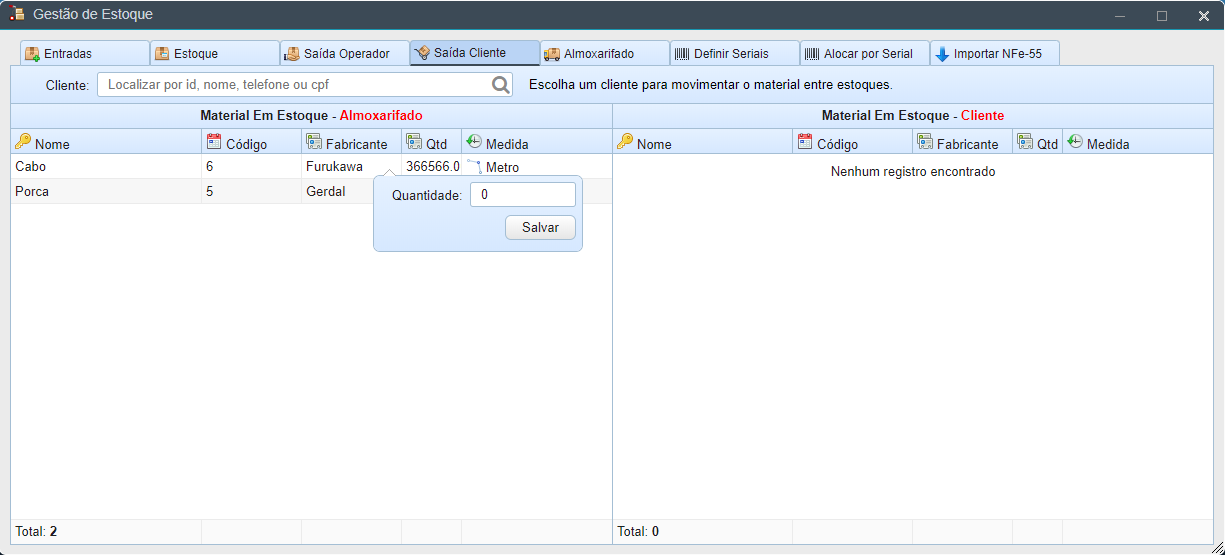 Gestão de Estoque
Entradas Estoque Saída Operador Saída Cliente Almoxarifado Definir Seriais Alocar por Serial Importar NFe-55
Cliente: Localizar por id, nome, telefone ou cpf Escolha um cliente para movimentar o material entre estoques.
Material Em Estoque - Almoxarifado Material Em Estoque - Cliente
Nome Código Fabricante Qtd Medida Nome Código Fabricante Qtd Medida
Cabo 6 Furukawa 366566.0 Metro Nenhum registro encontrado
Porca 5 Gerdal
Quantidade: 0
Salvar
Total: 2 Total: 0